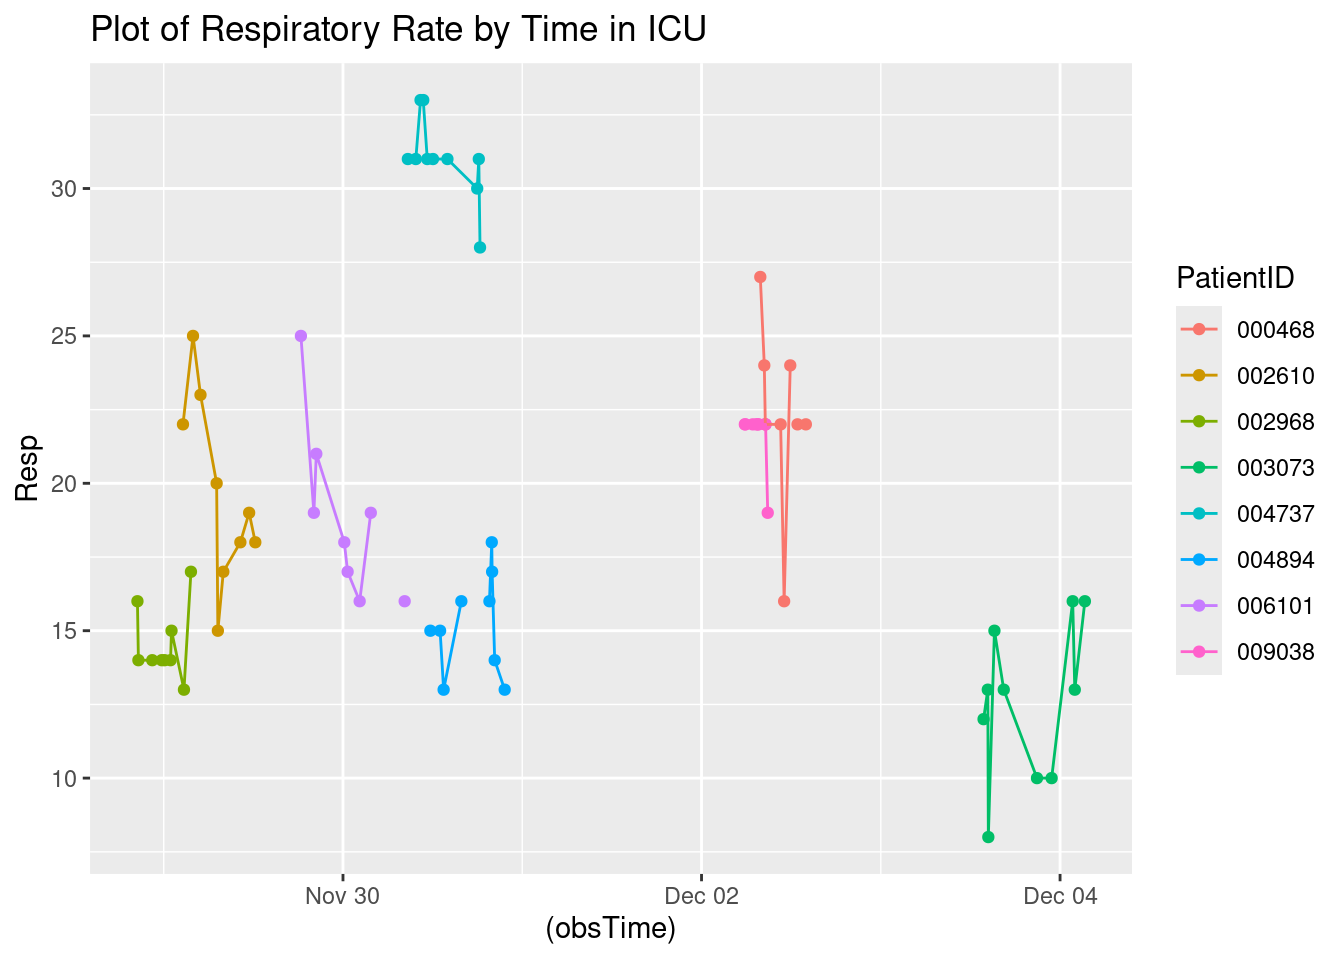 Plot of Respiratory Rate by Time in ICU
30
25
20
15
10
Resp
Nov 30
Dec 02
Dec 04
(obsTime)
PatientID
000468
002610
002968
003073
004737
004894
006101
009038